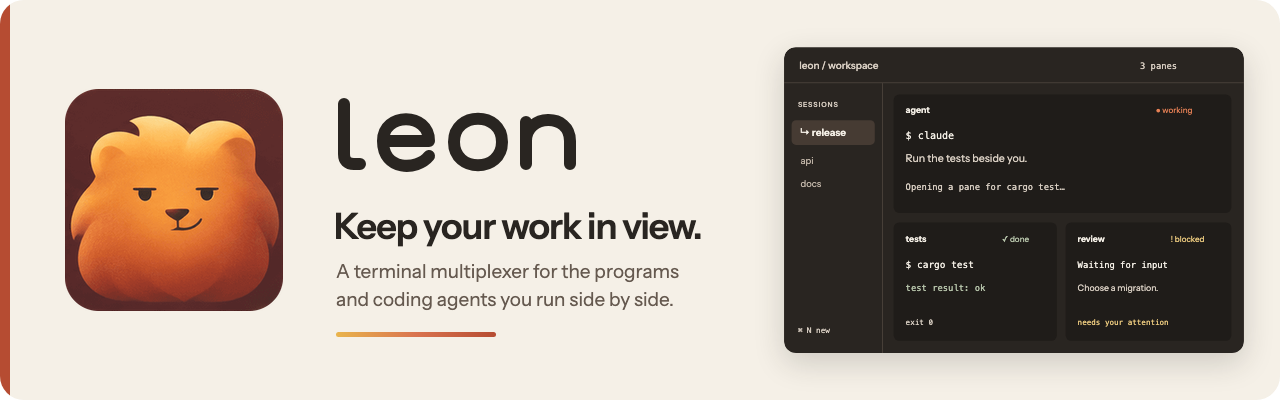 leon
Keep your work in view.
A terminal multiplexer for the programs
and coding agents you run side by side.
leon / workspace
3 panes
SESSIONS
↳ release
api
docs
⌘ N new
agent
● working
$ claude
Run the tests beside you.
Opening a pane for cargo test…
tests
✓ done
$ cargo test
test result: ok
exit 0
review
! blocked
Waiting for input
Choose a migration.
needs your attention